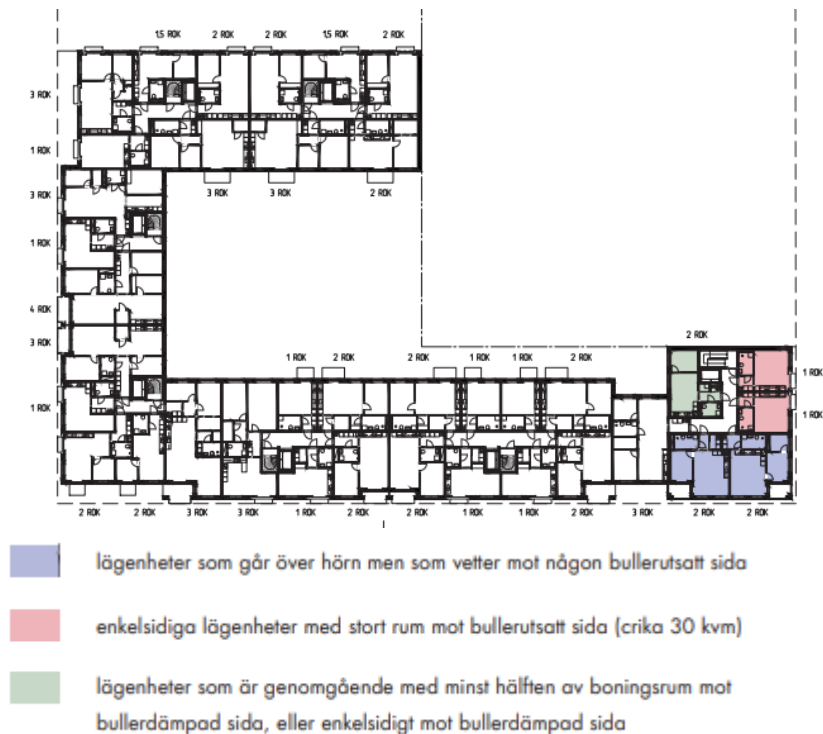 1,5 ROK 2 ROK 2 ROK 1,5 ROK 2 ROK
3 ROK
1 ROK
3 ROK 3 ROK 2 ROK
3 ROK
1 ROK
4 ROK
3 ROK
2 ROK
1 ROK 2 ROK 2 ROK 1 ROK 1 ROK 2 ROK
1 ROK
1 ROK
1 ROK
2 ROK 2 ROK 3 ROK 3 ROK 1 ROK 2 ROK 2 ROK 1 ROK 1 ROK 2 ROK 3 ROK 2 ROK 2 ROK
lägenheter som går över hörn men som vetter mot någon bullerutsatt sida
enkelsidiga lägenheter med stort rum mot bullerutsatt sida (crika 30 kvm)
lägenheter som är genomgående med minst hälften av boningsrum mot
bullerdämpad sida, eller enkelsidigt mot bullerdämpad sida